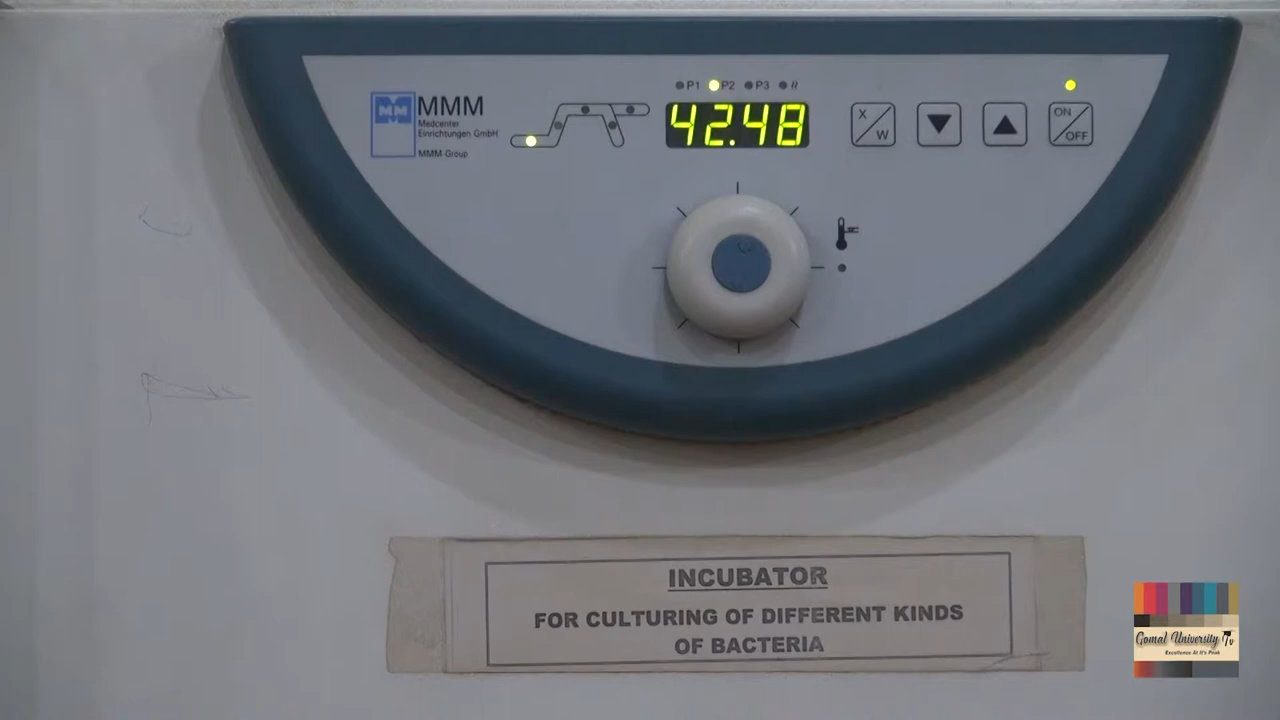 P1 P2 P3 //
MM MMM
Medcenter
Einrichtungen GmbH
MMM-Group
42.48
X/W
ON/OFF
INCUBATOR
FOR CULTURING OF DIFFERENT KINDS
OF BACTERIA
Gomal University Tv
Excellence At It's Peak